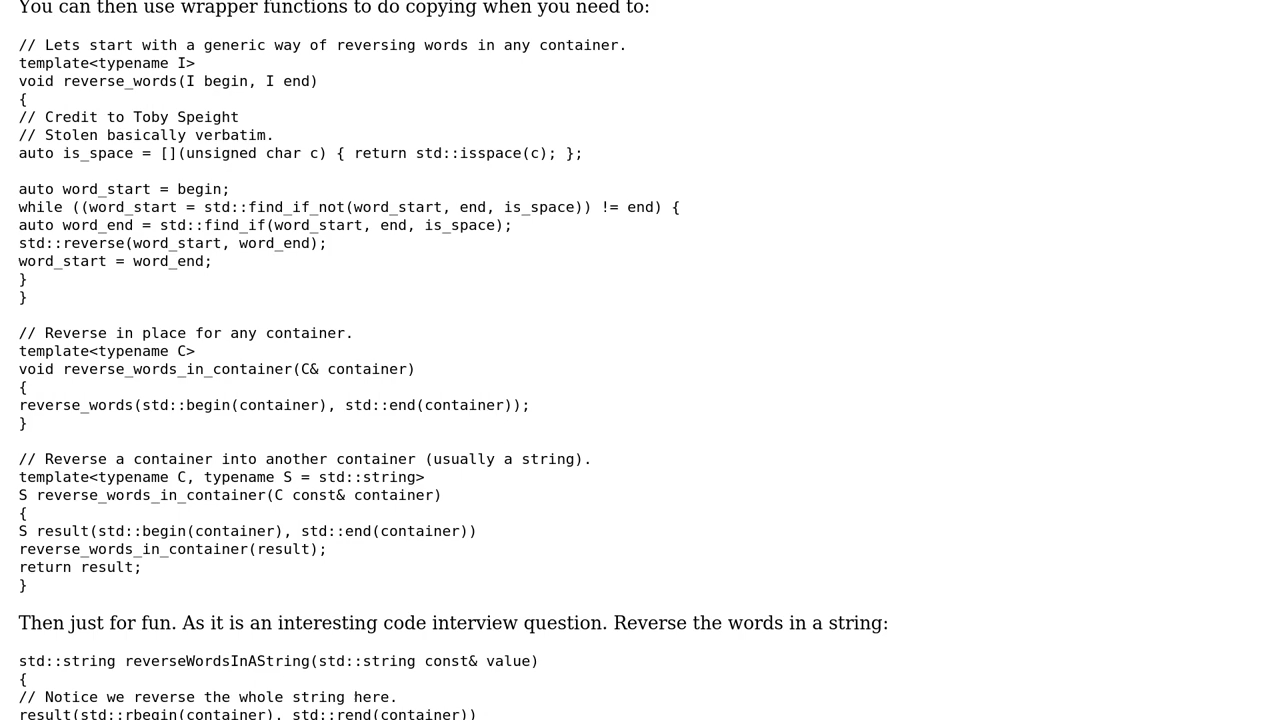 You can then use wrapper functions to do copying when you need to:
// Lets start with a generic way of reversing words in any container.
template<typename I>
void reverse_words(I begin, I end)
{
// Credit to Toby Speight
// Stolen basically verbatim.
auto is_space = [](unsigned char c) { return std::isspace(c); };
auto word_start = begin;
while ((word_start = std::find_if_not(word_start, end, is_space)) != end) {
auto word_end = std::find_if(word_start, end, is_space);
std::reverse(word_start, word_end);
word_start = word_end;
}
}
// Reverse in place for any container.
template<typename C>
void reverse_words_in_container(C& container)
{
reverse_words(std::begin(container), std::end(container));
}
// Reverse a container into another container (usually a string).
template<typename C, typename S = std::string>
S reverse_words_in_container(C const& container)
{
S result(std::begin(container), std::end(container))
reverse_words_in_container(result);
return result;
}
Then just for fun. As it is an interesting code interview question. Reverse the words in a string:
std::string reverseWordsInAString(std::string const& value)
{
// Notice we reverse the whole string here.
result(std::rbegin(container), std::rend(container))